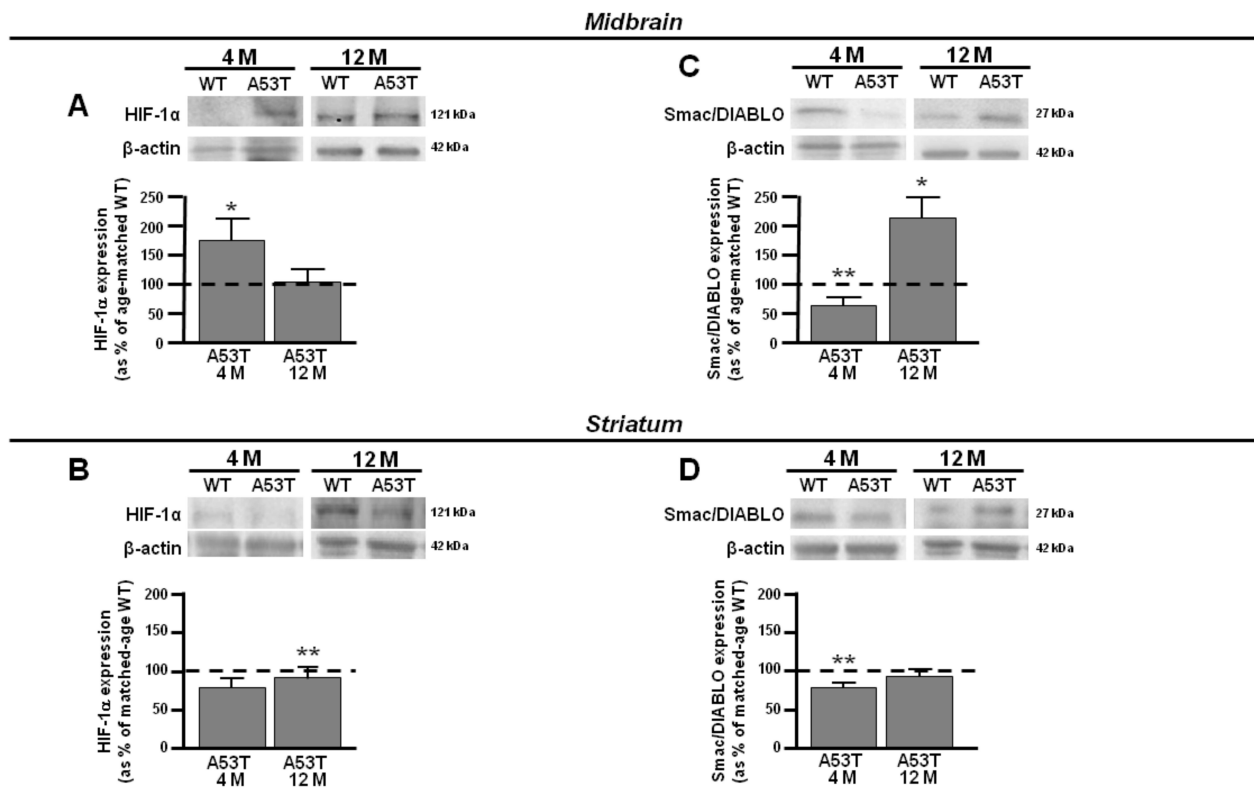 Midbrain
A
4 M 12 M
WT A53T WT A53T
HIF-1α 121 kDa
β-actin 42 kDa
HIF-1α expression
(as % of age-matched WT)
250
200
150
100
50
0
*
A53T A53T
4 M 12 M
C
4 M 12 M
WT A53T WT A53T
Smac/DIABLO 27 kDa
β-actin 42 kDa
Smac/DIABLO expression
(as % of age-matched WT)
250
200
150
100
50
0
** *
A53T A53T
4 M 12 M
Striatum
B
4 M 12 M
WT A53T WT A53T
HIF-1α 121 kDa
β-actin 42 kDa
HIF-1α expression
(as % of matched-age WT)
200
150
100
50
0
**
A53T A53T
4 M 12 M
D
4 M 12 M
WT A53T WT A53T
Smac/DIABLO 27 kDa
β-actin 42 kDa
Smac/DIABLO expression
(as % of matched-age WT)
200
150
100
50
0
**
A53T A53T
4 M 12 M